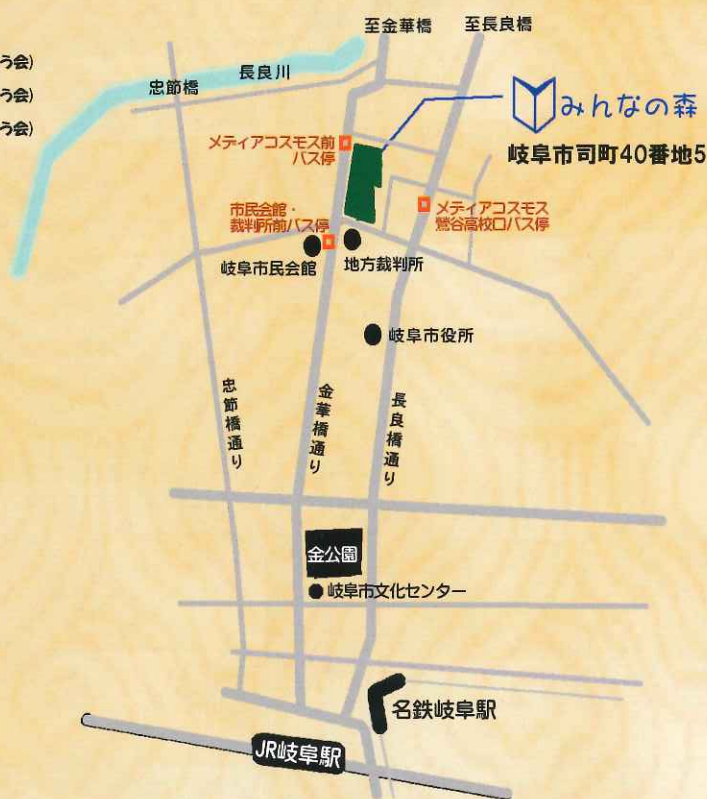 至金華橋
至長良橋
う会)
う会)
う会)
長良川
忠節橋
みんなの森
岐阜市司町40番地5
メディアコスモス前
バス停
市民会館・
裁判所前バス停
メディアコスモス
鶯谷高校口バス停
岐阜市民会館
地方裁判所
岐阜市役所
忠節橋通り
金華橋通り
長良橋通り
金公園
岐阜市文化センター
名鉄岐阜駅
JR岐阜駅